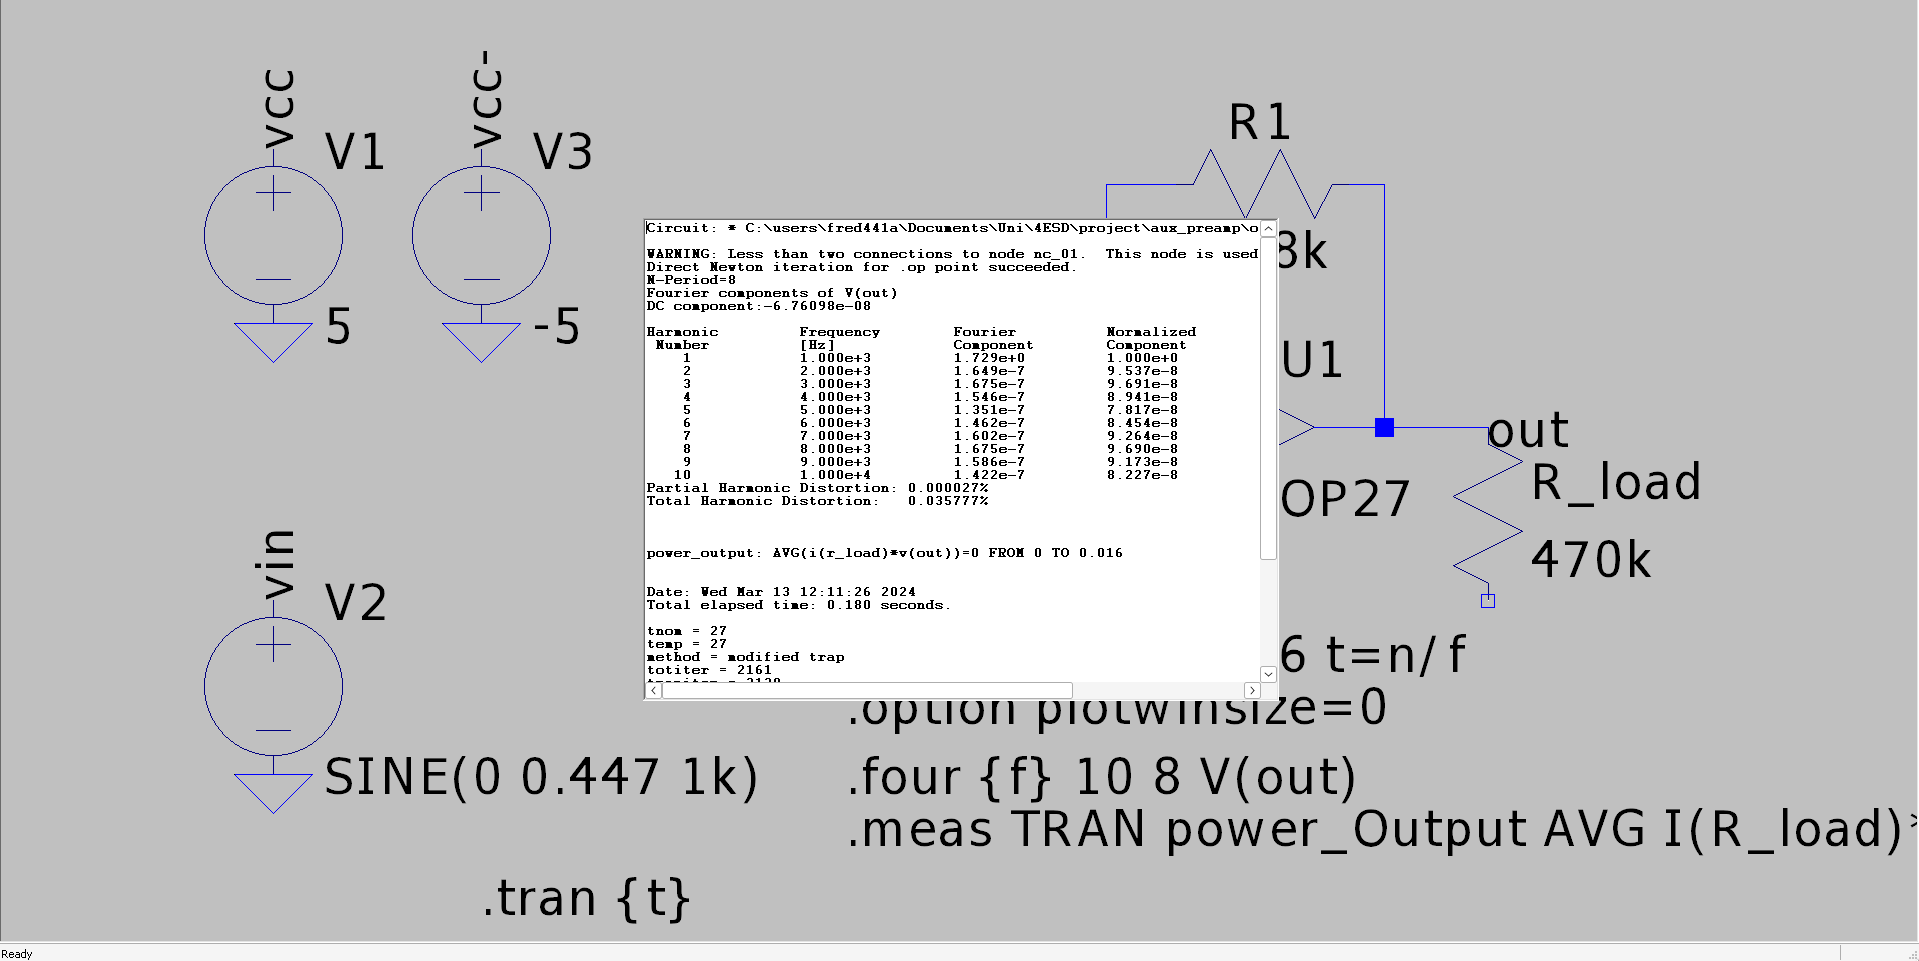 vcc
V1
5
vcc-
V3
-5
R1
8k
Circuit: * C:\users\fred441a\Documents\Uni\4ESD\project\aux_preamp\o
WARNING: Less than two connections to node nc_01.  This node is used
Direct Newton iteration for .op point succeeded.
N-Period=8
Fourier components of V(out)
DC component:-6.76098e-08
Harmonic Frequency Fourier Normalized
Number [Hz] Component Component
1 1.000e+3 1.729e+0 1.000e+0
2 2.000e+3 1.649e-7 9.537e-8
3 3.000e+3 1.675e-7 9.691e-8
4 4.000e+3 1.546e-7 8.941e-8
5 5.000e+3 1.351e-7 7.817e-8
6 6.000e+3 1.462e-7 8.454e-8
7 7.000e+3 1.602e-7 9.264e-8
8 8.000e+3 1.675e-7 9.690e-8
9 9.000e+3 1.586e-7 9.173e-8
10 1.000e+4 1.422e-7 8.227e-8
Partial Harmonic Distortion: 0.000027%
Total Harmonic Distortion:   0.035777%
power_output: AVG(i(r_load)*v(out))=0 FROM 0 TO 0.016
Date: Wed Mar 13 12:11:26 2024
Total elapsed time: 0.180 seconds.
tnom = 27
temp = 27
method = modified trap
totiter = 2161
U1
OP27
out
R_load
470k
vin
V2
SINE(0 0.447 1k)
6 t=n/f
.option plotwinsize=0
.four {f} 10 8 V(out)
.meas TRAN power_Output AVG I(R_load)*
.tran {t}
Ready